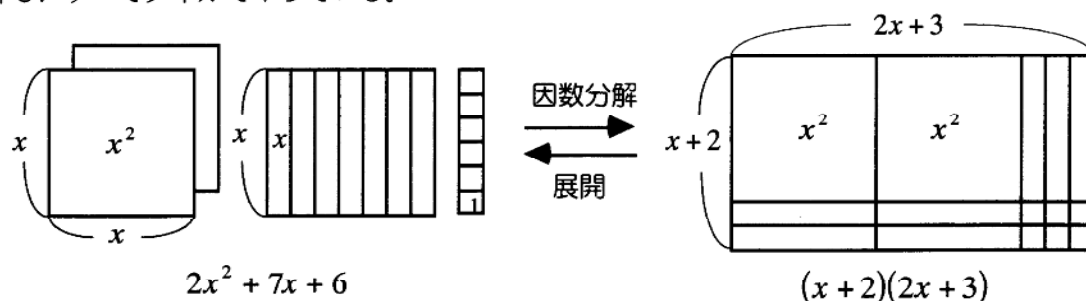 2x+3
x
x²
x
x
x
1
因数分解
展開
x+2
x²
x²
2x² + 7x + 6
(x + 2)(2x + 3)